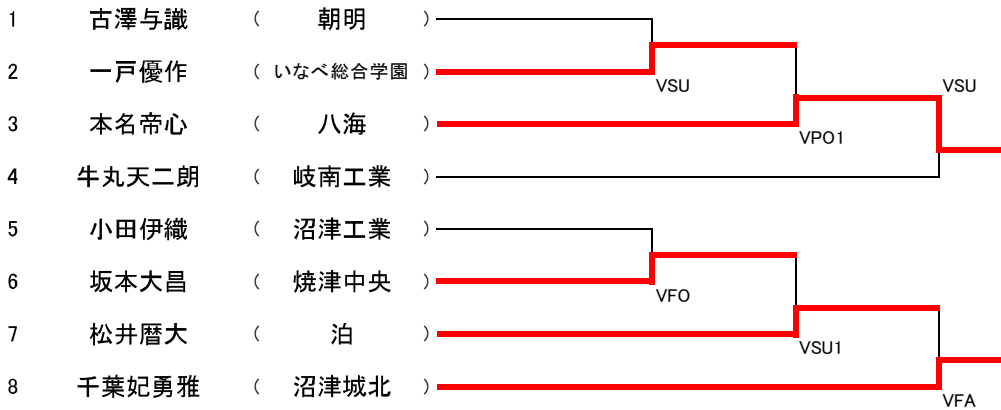 1 古澤与識 （ 朝明 ）
2 一戸優作 （ いなべ総合学園 ）
VSU
VSU
3 本名帝心 （ 八海 ）
VPO1
4 牛丸天二朗 （ 岐南工業 ）
5 小田伊織 （ 沼津工業 ）
6 坂本大昌 （ 焼津中央 ）
VFO
7 松井暦大 （ 泊 ）
VSU1
8 千葉妃勇雅 （ 沼津城北 ）
VFA